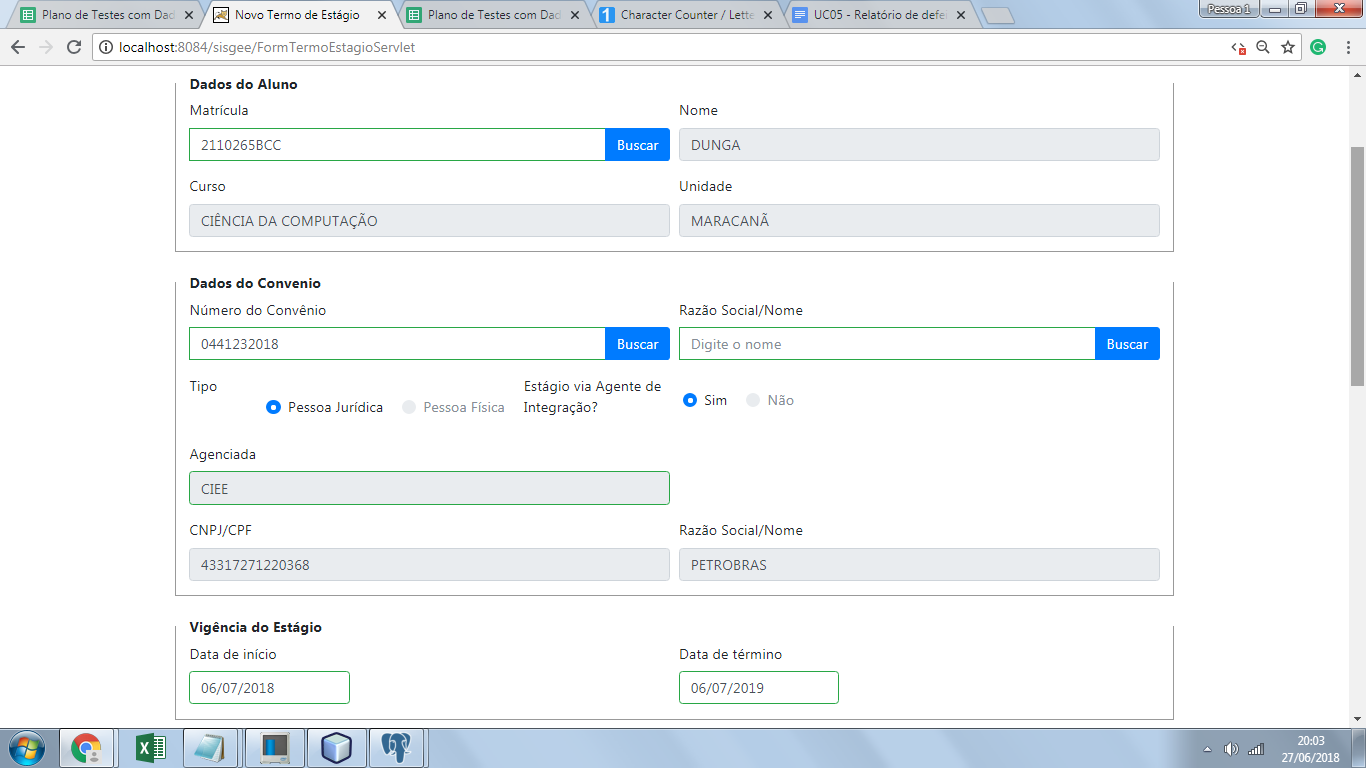 Plano de Testes com Dad
Novo Termo de Estágio
Plano de Testes com Dad
Character Counter / Lette
UC05 - Relatório de defei
Pessoa 1
localhost:8084/sisgee/FormTermoEstagioServlet
Dados do Aluno
Matrícula
Nome
2110265BCC
Buscar
DUNGA
Curso
Unidade
CIÊNCIA DA COMPUTAÇÃO
MARACANÃ
Dados do Convenio
Número do Convênio
Razão Social/Nome
0441232018
Buscar
Digite o nome
Buscar
Tipo
Pessoa Jurídica
Pessoa Física
Estágio via Agente de
Integração?
Sim
Não
Agenciada
CIEE
CNPJ/CPF
Razão Social/Nome
43317271220368
PETROBRAS
Vigência do Estágio
Data de início
Data de término
06/07/2018
06/07/2019
20:03
27/06/2018